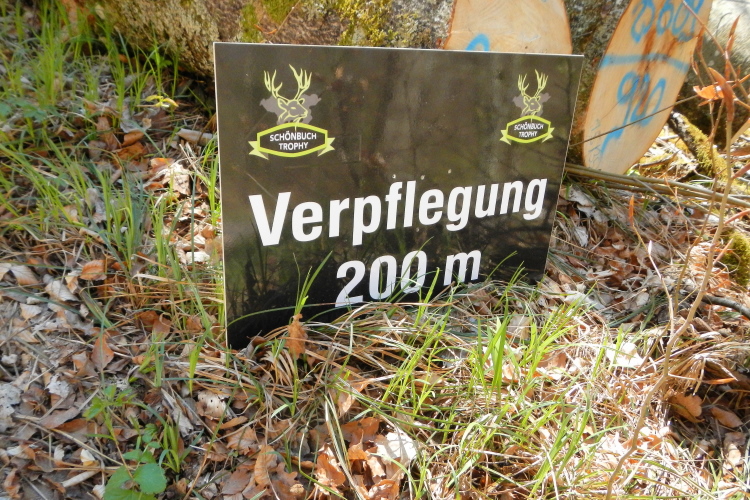 SCHÖNBUCH
TROPHY
SCHÖNBUCH
TROPHY
Verpflegung
200 m